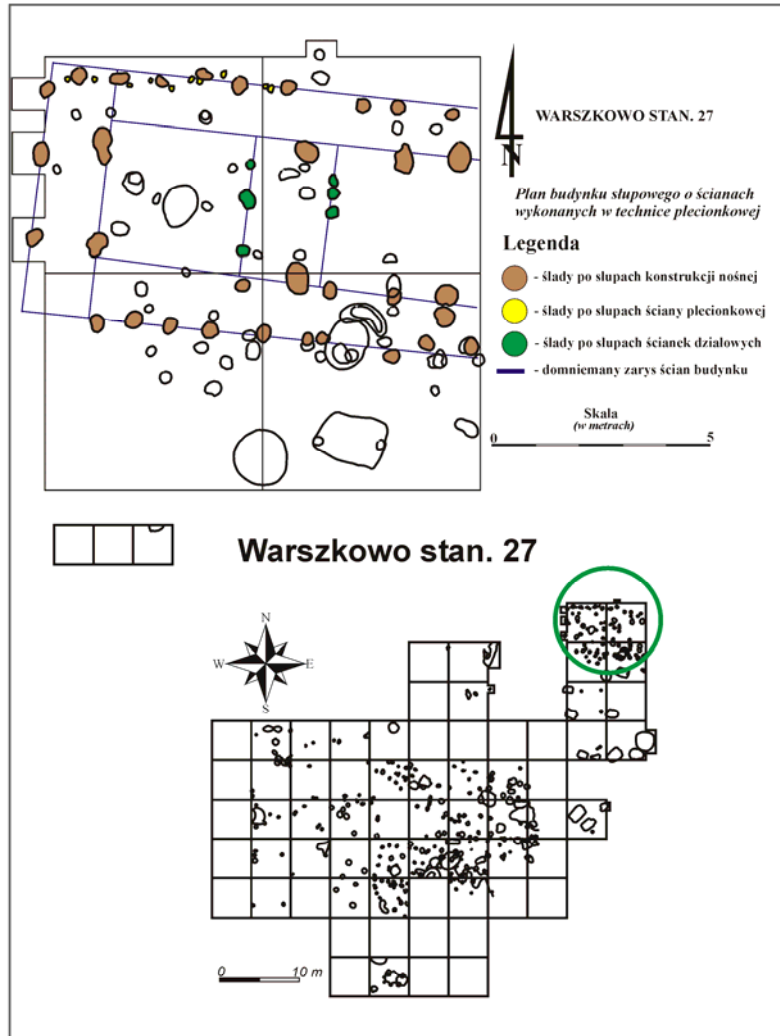 N
WARSZKOWO STAN. 27
Plan budynku słupowego o ścianach
wykonanych w technice plecionkowej
Legenda
- ślady po słupach konstrukcji nośnej
- ślady po słupach ściany plecionkowej
- ślady po słupach ścianek działowych
- domniemany zarys ścian budynku
Skala
(w metrach)
0 5
Warszkowo stan. 27
N
W E
S
0 10 m